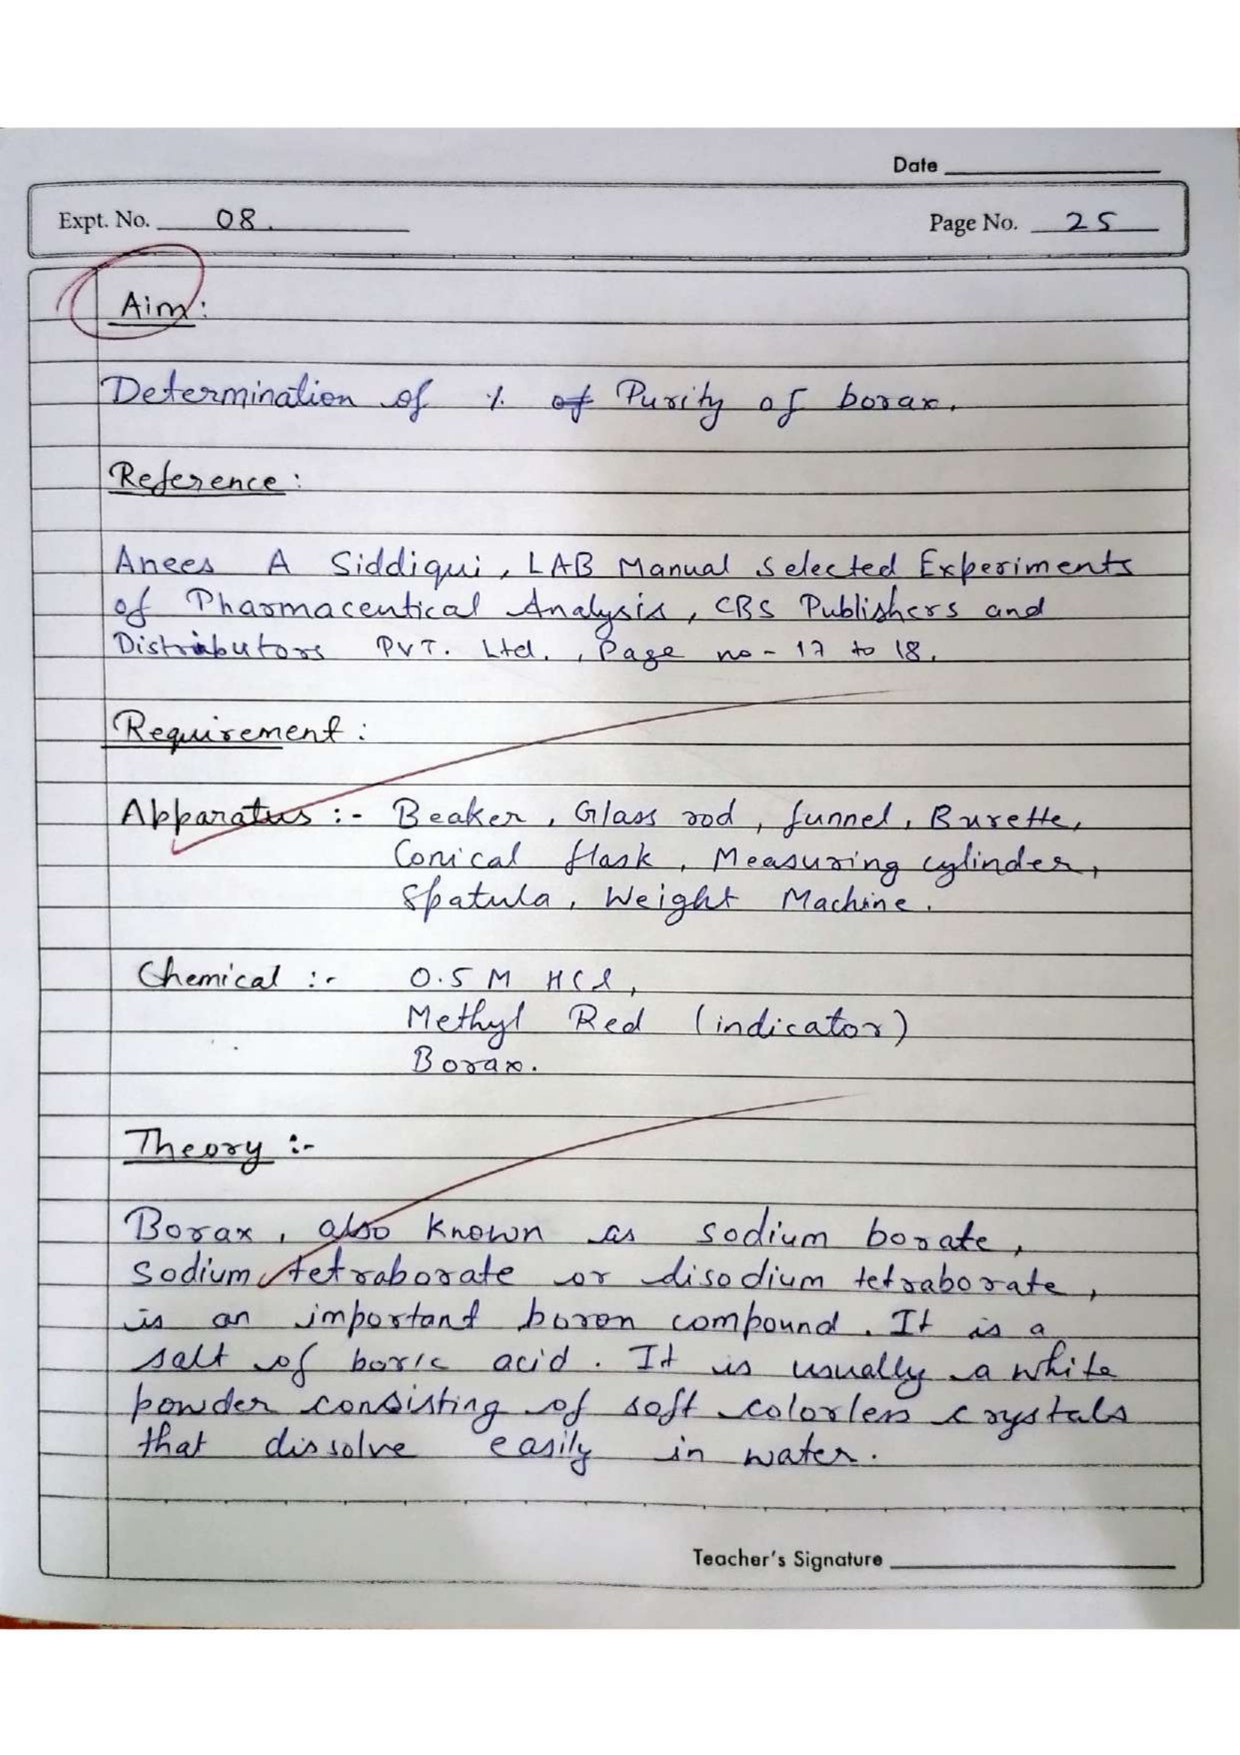 Date
Expt. No. 08.
Page No. 25
Aim:
Determination of % of Purity of borax.
Reference:
Anees A Siddiqui, LAB Manual Selected Experiments
of Pharmaceutical Analysis, CBS Publishers and
Distributors PVT. Ltd., Page no - 17 to 18.
Requirement:
Apparatus :- Beaker, Glass rod, funnel, Burette,
Conical flask, Measuring cylinder,
Spatula, Weight Machine.
Chemical :- 0.5 M HCl,
Methyl Red (indicator)
Borax.
Theory :-
Borax, also known as sodium borate,
Sodium tetraborate or disodium tetraborate,
is an important boron compound. It is a
salt of boric acid. It is usually a white
powder consisting of soft colorless crystals
that dissolve easily in water.
Teacher's Signature